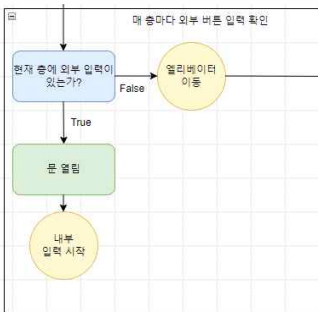 매 층마다 외부 버튼 입력 확인
현재 층에 외부 입력이
있는가?
False
엘리베이터
이동
True
문 열림
내부
입력 시작